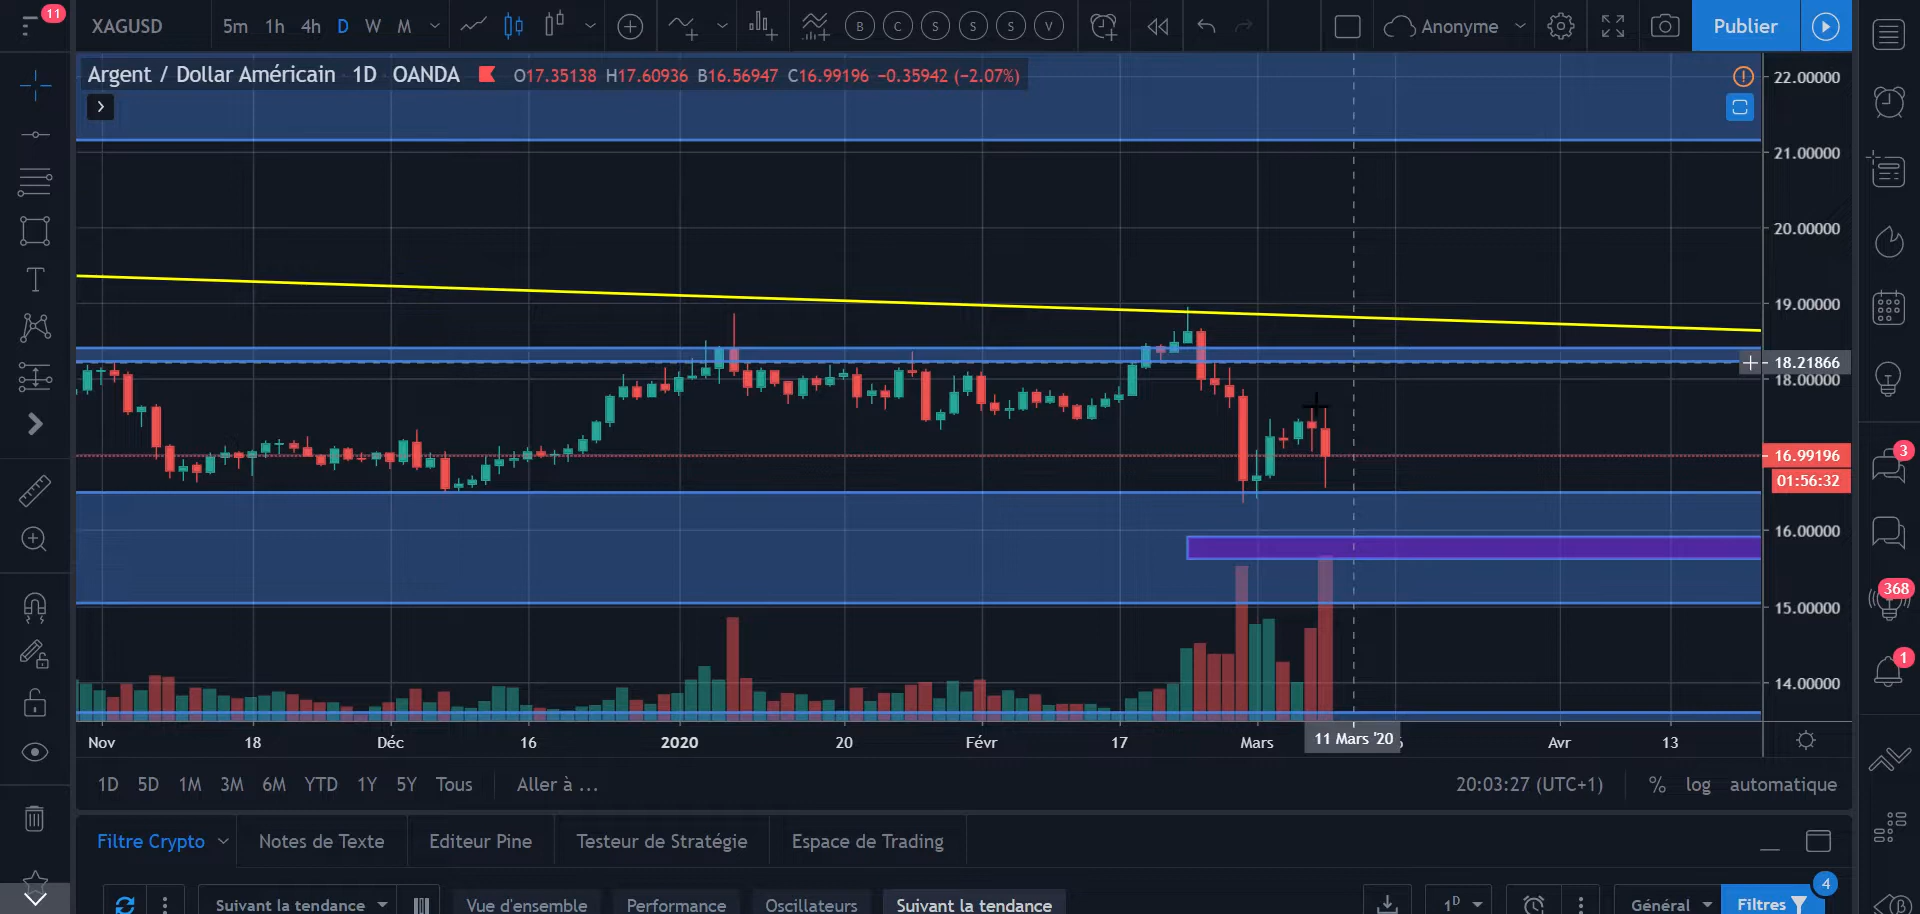 11
XAGUSD
5m 1h 4h D W M
B C S S S V
Anonyme
Publier
Argent / Dollar Américain 1D OANDA O17.35138 H17.60936 B16.56947 C16.99196 −0.35942 (−2.07%)
22.00000
21.00000
20.00000
19.00000
18.21866
18.00000
16.99196
01:56:32
16.00000
15.00000
14.00000
3
368
1
Nov 18 Déc 16 2020 20 Févr 17 Mars 11 Mars '20 Avr 13
1D 5D 1M 3M 6M YTD 1Y 5Y Tous Aller à ... 20:03:27 (UTC+1) % log automatique
Filtre Crypto Notes de Texte Editeur Pine Testeur de Stratégie Espace de Trading
4
Suivant la tendance Vue d'ensemble Performance Oscillateurs Suivant la tendance 1D Général Filtres